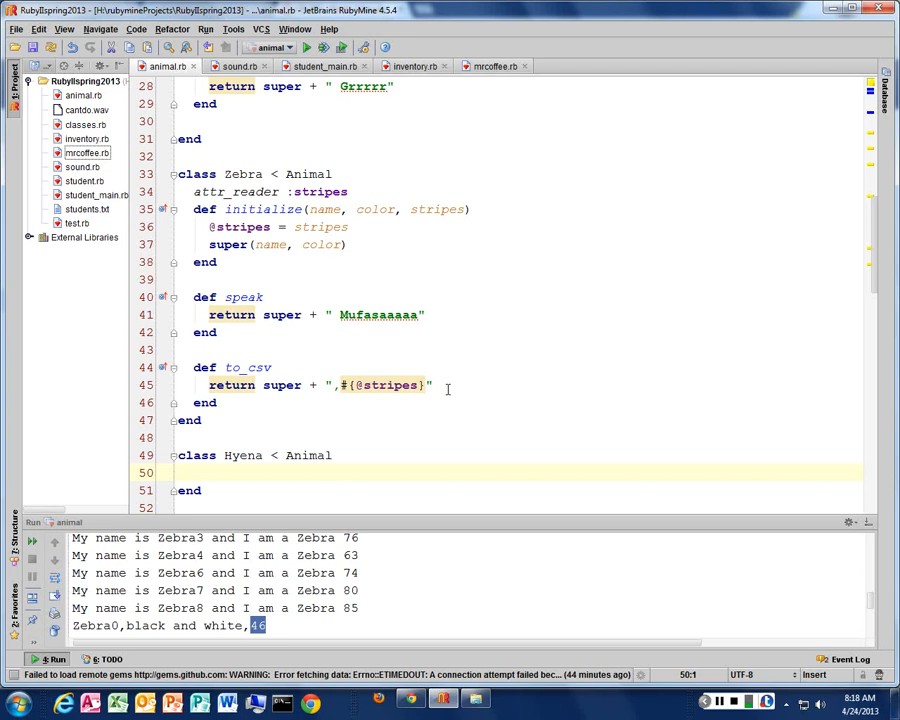 RubyIIspring2013 - [H:\rubymineProjects\RubyIIspring2013] - ...\animal.rb - JetBrains RubyMine 4.5.4
File Edit View Navigate Code Refactor Run Tools VCS Window Help
animal
animal.rb sound.rb student_main.rb inventory.rb mrcoffee.rb
1: Project
RubyIIspring2013
animal.rb
cantdo.wav
classes.rb
inventory.rb
mrcoffee.rb
sound.rb
student.rb
student_main.rb
students.txt
test.rb
External Libraries
Database
28 return super + " Grrrrr"
29 end
30
31 end
32
33 class Zebra < Animal
34 attr_reader :stripes
35 def initialize(name, color, stripes)
36 @stripes = stripes
37 super(name, color)
38 end
39
40 def speak
41 return super + " Mufasaaaaa"
42 end
43
44 def to_csv
45 return super + ",#{@stripes}"
46 end
47 end
48
49 class Hyena < Animal
50
51 end
52
7: Structure
2: Favorites
Run animal
My name is Zebra3 and I am a Zebra 76
My name is Zebra4 and I am a Zebra 63
My name is Zebra6 and I am a Zebra 74
My name is Zebra7 and I am a Zebra 80
My name is Zebra8 and I am a Zebra 85
Zebra0,black and white,46
4: Run 6: TODO 2 Event Log
Failed to load remote gems http://gems.github.com: WARNING: Error fetching data: Errno::ETIMEDOUT: A connection attempt failed bec... (44 minutes ago) 50:1 UTF-8 Insert
8:18 AM
4/24/2013